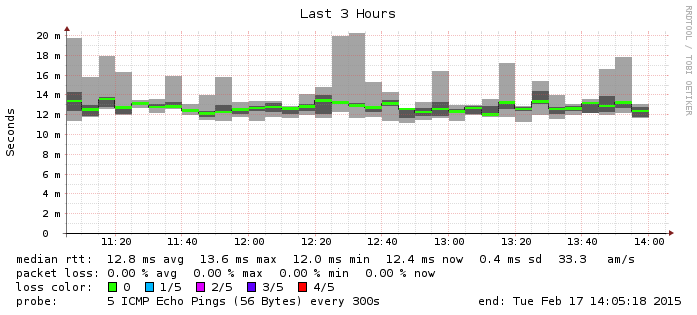 Last 3 Hours
RRDTOOL / TOBI OETIKER
Seconds
20 m
18 m
16 m
14 m
12 m
10 m
8 m
6 m
4 m
2 m
0
11:20 11:40 12:00 12:20 12:40 13:00 13:20 13:40 14:00
median rtt: 12.8 ms avg 13.6 ms max 12.0 ms min 12.4 ms now 0.4 ms sd 33.3 am/s
packet loss: 0.00 % avg 0.00 % max 0.00 % min 0.00 % now
loss color: 0 1/5 2/5 3/5 4/5
probe: 5 ICMP Echo Pings (56 Bytes) every 300s end: Tue Feb 17 14:05:18 2015